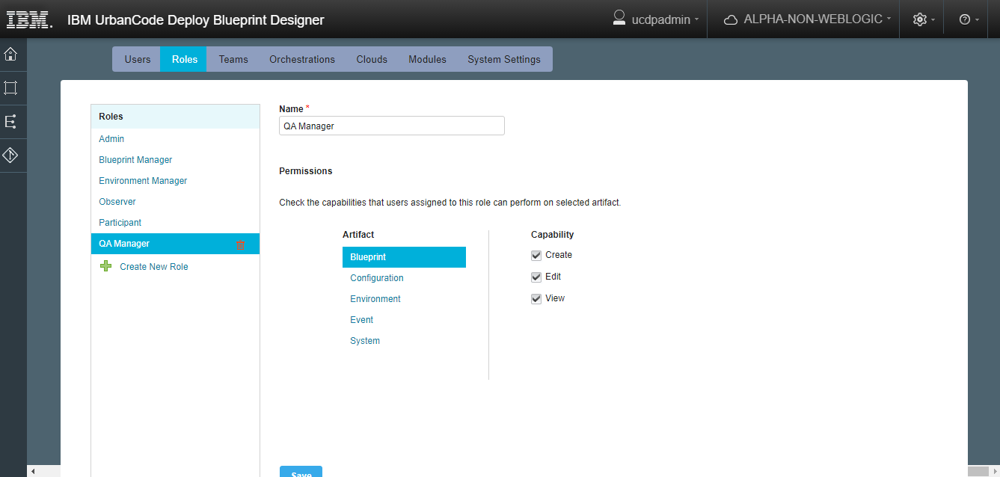 IBM. IBM UrbanCode Deploy Blueprint Designer ucdpadmin ALPHA-NON-WEBLOGIC
Users Roles Teams Orchestrations Clouds Modules System Settings
Roles
Admin
Blueprint Manager
Environment Manager
Observer
Participant
QA Manager
Create New Role
Name *
QA Manager
Permissions
Check the capabilities that users assigned to this role can perform on selected artifact.
Artifact
Blueprint
Configuration
Environment
Event
System
Capability
Create
Edit
View
Save